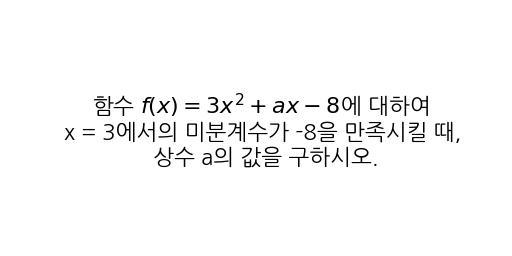 함수 f(x) = 3x² + ax − 8에 대하여
x = 3에서의 미분계수가 -8을 만족시킬 때,
상수 a의 값을 구하시오.